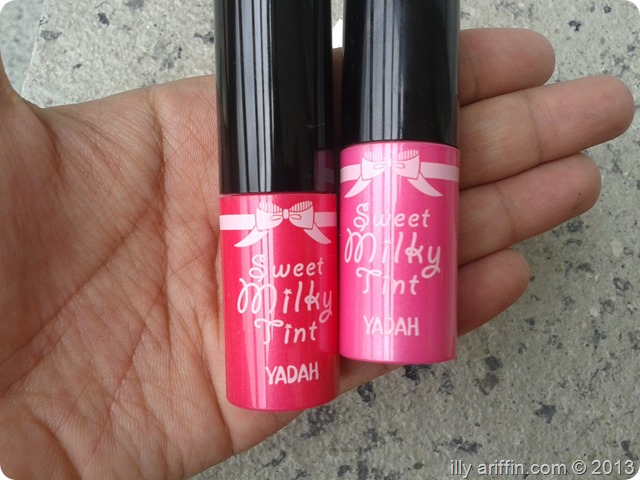 Sweet
Milky
Tint
YADAH
Sweet
Milky
Tint
YADAH
illy ariffin.com © 2013